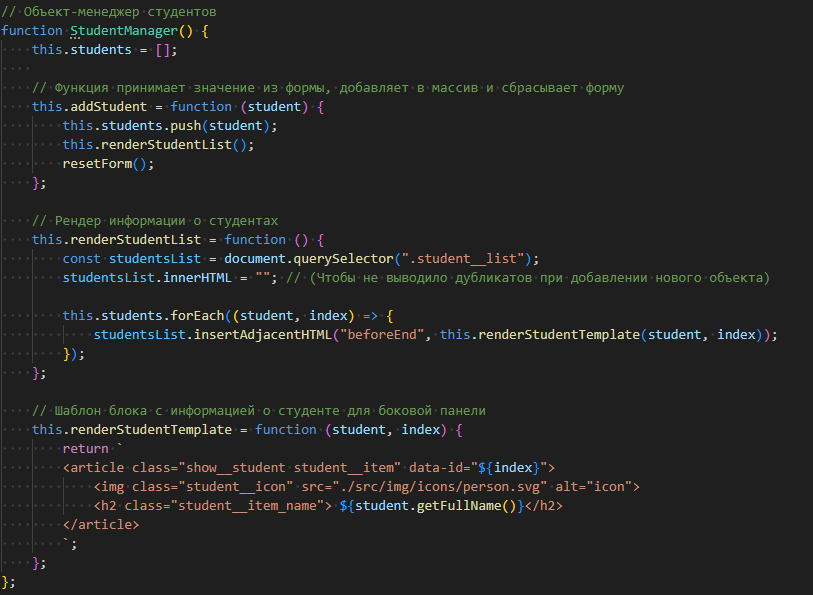 // Объект-менеджер студентов
function StudentManager() {
    this.students = [];

    // Функция принимает значение из формы, добавляет в массив и сбрасывает форму
    this.addStudent = function (student) {
        this.students.push(student);
        this.renderStudentList();
        resetForm();
    };

    // Рендер информации о студентах
    this.renderStudentList = function () {
        const studentsList = document.querySelector(".student__list");
        studentsList.innerHTML = ""; // (Чтобы не выводило дубликатов при добавлении нового объекта)

        this.students.forEach((student, index) => {
            studentsList.insertAdjacentHTML("beforeEnd", this.renderStudentTemplate(student, index));
        });
    };

    // Шаблон блока с информацией о студенте для боковой панели
    this.renderStudentTemplate = function (student, index) {
        return `
        <article class="show__student student__item" data-id="${index}">
            <img class="student__icon" src="./src/img/icons/person.svg" alt="icon">
            <h2 class="student__item_name"> ${student.getFullName()}</h2>
        </article>
        `;
    };
};